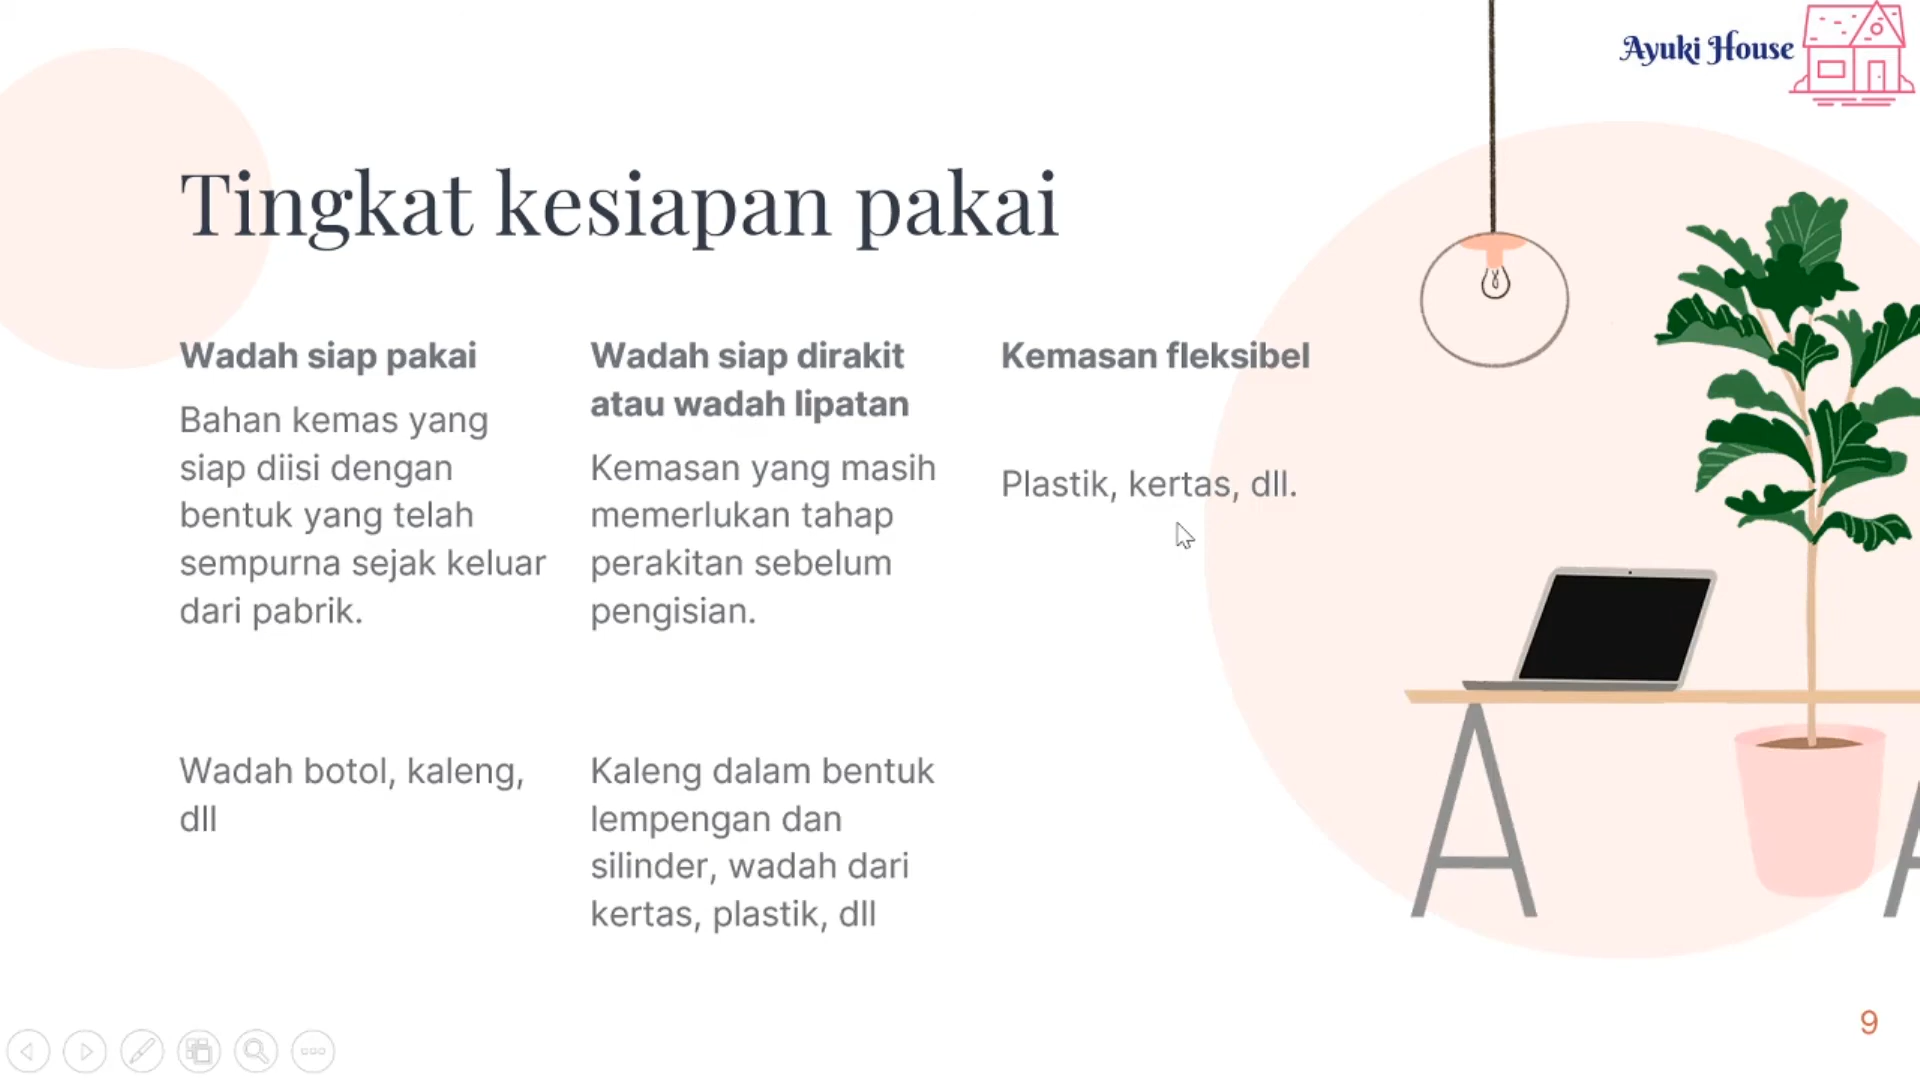 Ayuki House
Tingkat kesiapan pakai
Wadah siap pakai
Bahan kemas yang
siap diisi dengan
bentuk yang telah
sempurna sejak keluar
dari pabrik.
Wadah botol, kaleng,
dll
Wadah siap dirakit
atau wadah lipatan
Kemasan yang masih
memerlukan tahap
perakitan sebelum
pengisian.
Kaleng dalam bentuk
lempengan dan
silinder, wadah dari
kertas, plastik, dll
Kemasan fleksibel
Plastik, kertas, dll.
9